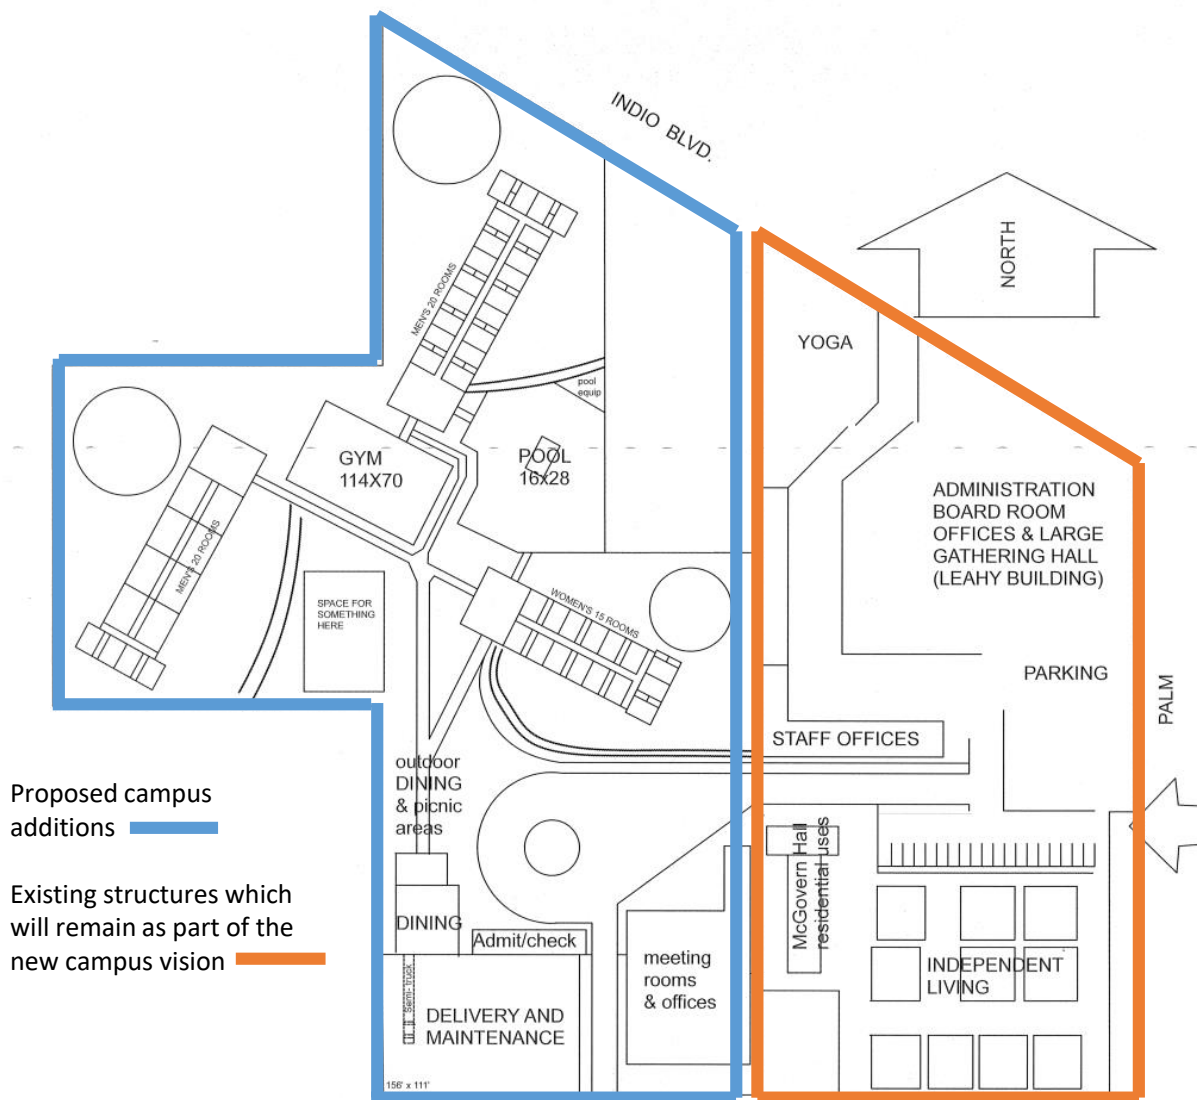 INDIO BLVD.
NORTH
MEN'S 20 ROOMS
YOGA
pool
equip
GYM
114X70
POOL
16x28
ADMINISTRATION
BOARD ROOM
OFFICES & LARGE
GATHERING HALL
(LEAHY BUILDING)
MEN'S 20 ROOMS
SPACE FOR
SOMETHING
HERE
WOMEN'S 15 ROOMS
PARKING
PALM
STAFF OFFICES
outdoor
DINING
& picnic
areas
Proposed campus
additions
McGovern Hall
residential uses
Existing structures which
will remain as part of the
new campus vision
DINING
Admit/check
meeting
rooms
& offices
INDEPENDENT
LIVING
Semi- truck
DELIVERY AND
MAINTENANCE
156' x 111'